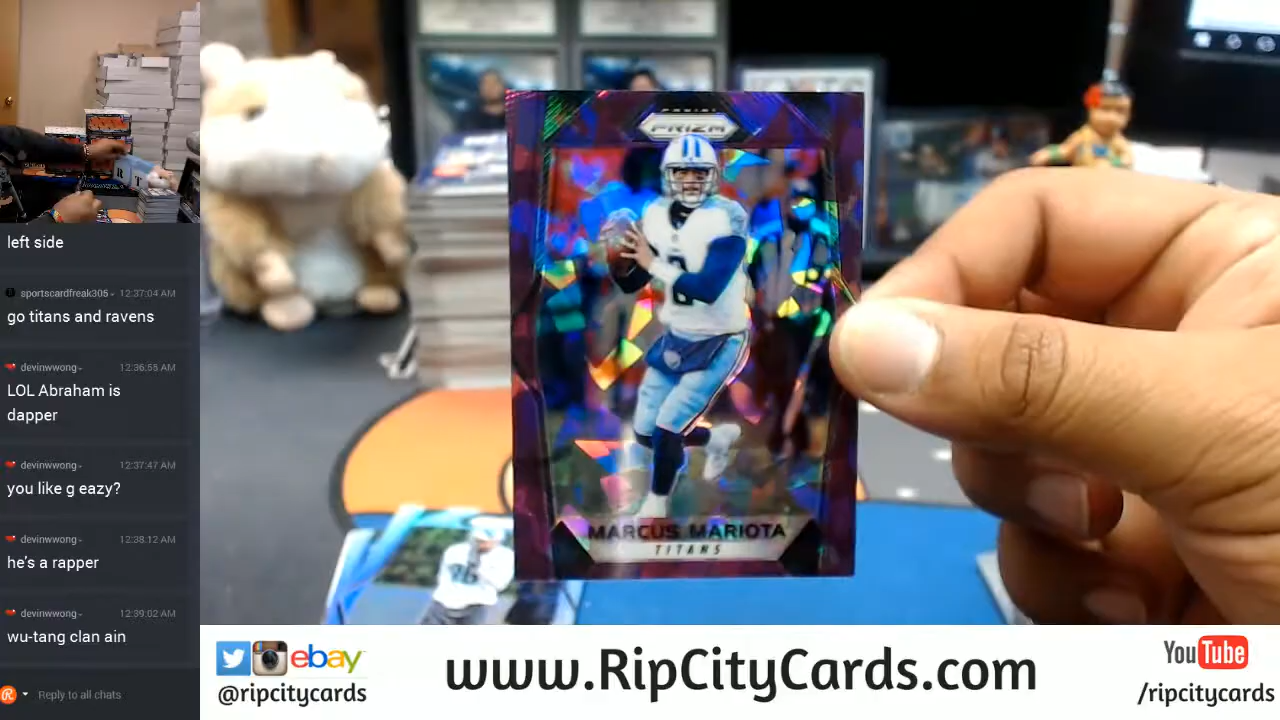 left side
sportscardfreak305
12:37:04 AM
go titans and ravens
devinwwong
12:36:55 AM
LOL Abraham is
dapper
devinwwong
12:37:47 AM
you like g eazy?
devinwwong
12:38:12 AM
he's a rapper
devinwwong
12:39:02 AM
wu-tang clan ain
Reply to all chats
PANINI
PRIZM
8
MARCUS MARIOTA
TITANS
ebay
@ripcitycards
www.RipCityCards.com
YouTube
/ripcitycards